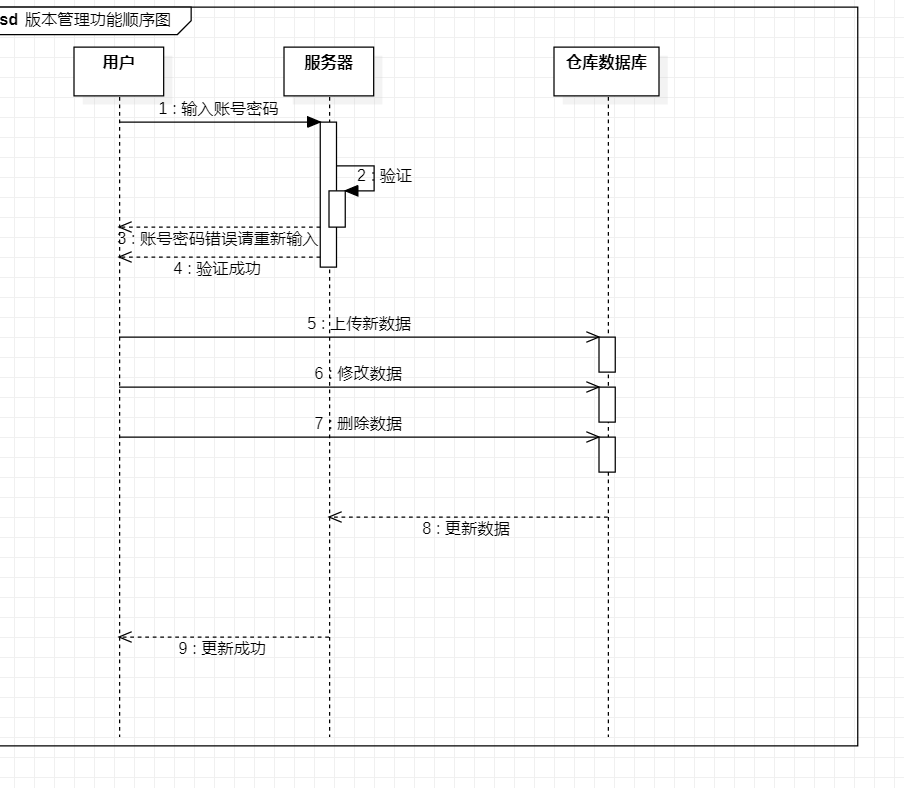 sd 版本管理功能顺序图
用户
服务器
仓库数据库
1 : 输入账号密码
2 : 验证
3 : 账号密码错误请重新输入
4 : 验证成功
5 : 上传新数据
6 : 修改数据
7 : 删除数据
8 : 更新数据
9 : 更新成功